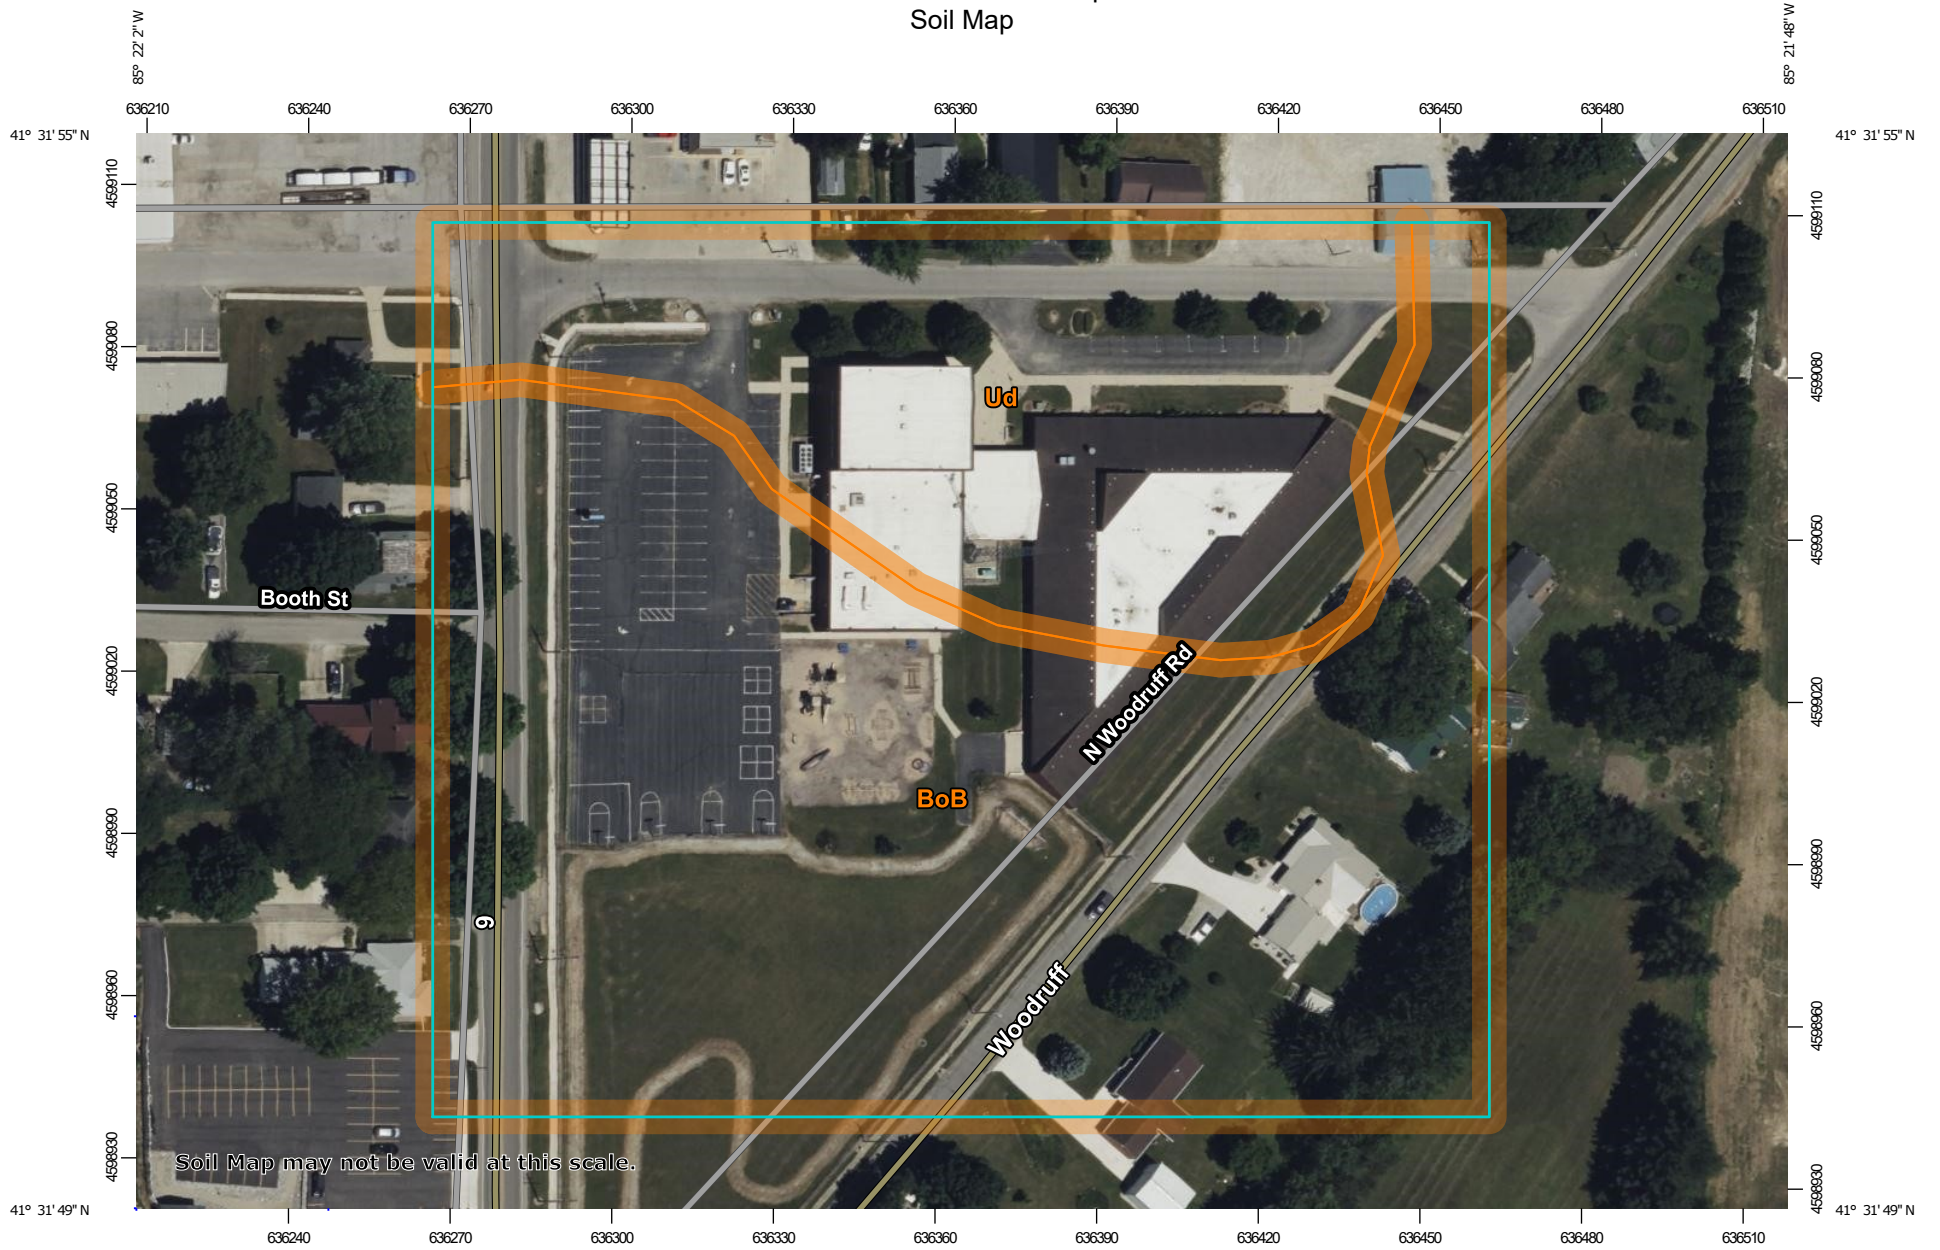 Soil Map
85° 22' 2'' W
85° 21' 48'' W
636210 636240 636270 636300 636330 636360 636390 636420 636450 636480 636510
41° 31' 55'' N
41° 31' 55'' N
4599110
4599110
4599080
4599080
Ud
4599050
4599050
Booth St
4599020
4599020
N Woodruff Rd
BoB
4598990
4598990
9
Woodruff
4598960
4598960
4598930
4598930
Soil Map may not be valid at this scale.
41° 31' 49'' N
41° 31' 49'' N
636240 636270 636300 636330 636360 636390 636420 636450 636480 636510